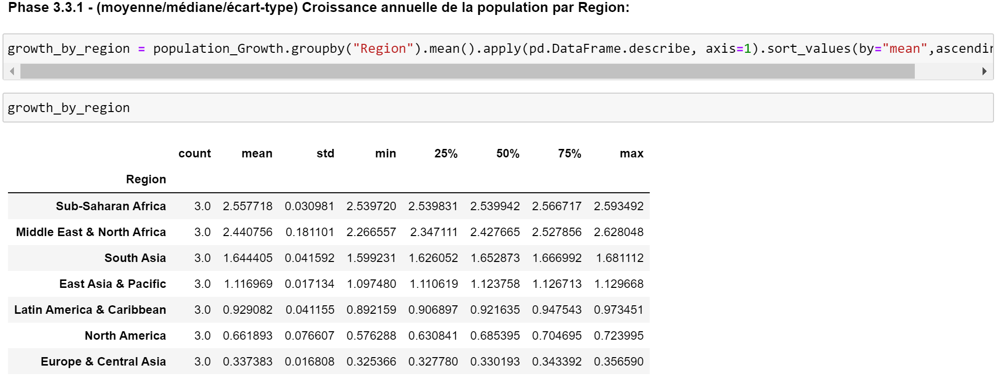 Phase 3.3.1 - (moyenne/médiane/écart-type) Croissance annuelle de la population par Region:
growth_by_region = population_Growth.groupby("Region").mean().apply(pd.DataFrame.describe, axis=1).sort_values(by="mean",ascendin
growth_by_region
count mean std min 25% 50% 75% max
Region
Sub-Saharan Africa 3.0 2.557718 0.030981 2.539720 2.539831 2.539942 2.566717 2.593492
Middle East & North Africa 3.0 2.440756 0.181101 2.266557 2.347111 2.427665 2.527856 2.628048
South Asia 3.0 1.644405 0.041592 1.599231 1.626052 1.652873 1.666992 1.681112
East Asia & Pacific 3.0 1.116969 0.017134 1.097480 1.110619 1.123758 1.126713 1.129668
Latin America & Caribbean 3.0 0.929082 0.041155 0.892159 0.906897 0.921635 0.947543 0.973451
North America 3.0 0.661893 0.076607 0.576288 0.630841 0.685395 0.704695 0.723995
Europe & Central Asia 3.0 0.337383 0.016808 0.325366 0.327780 0.330193 0.343392 0.356590